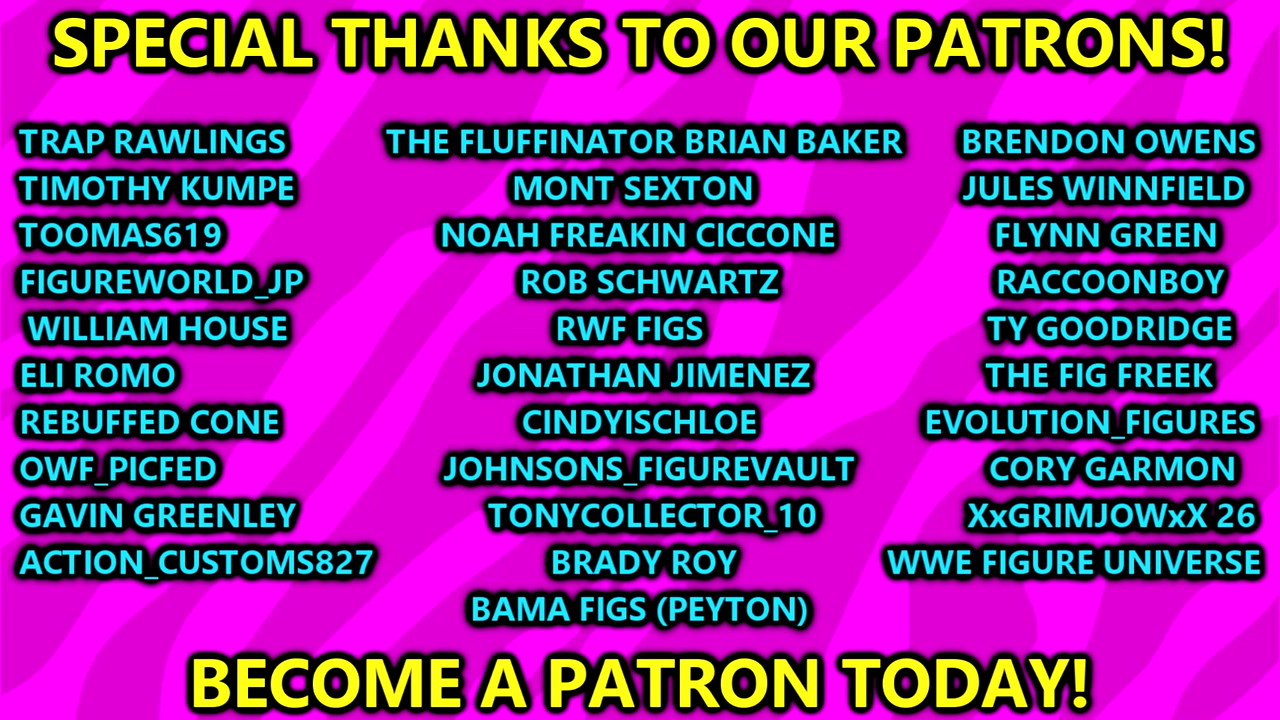 SPECIAL THANKS TO OUR PATRONS!
TRAP RAWLINGS
TIMOTHY KUMPE
TOOMAS619
FIGUREWORLD_JP
WILLIAM HOUSE
ELI ROMO
REBUFFED CONE
OWF_PICFED
GAVIN GREENLEY
ACTION_CUSTOMS827
THE FLUFFINATOR BRIAN BAKER
MONT SEXTON
NOAH FREAKIN CICCONE
ROB SCHWARTZ
RWF FIGS
JONATHAN JIMENEZ
CINDYISCHLOE
JOHNSONS_FIGUREVAULT
TONYCOLLECTOR_10
BRADY ROY
BAMA FIGS (PEYTON)
BRENDON OWENS
JULES WINNFIELD
FLYNN GREEN
RACCOONBOY
TY GOODRIDGE
THE FIG FREEK
EVOLUTION_FIGURES
CORY GARMON
XxGRIMJOWxX 26
WWE FIGURE UNIVERSE
BECOME A PATRON TODAY!